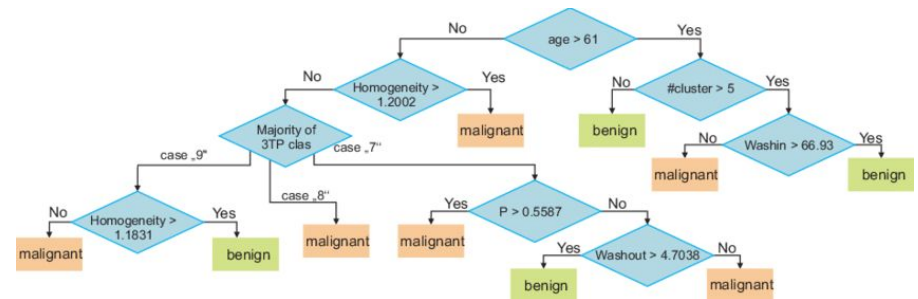 No
age > 61
Yes
No
Homogeneity >
1.2002
Yes
No
#cluster > 5
Yes
Majority of
3TP clas
malignant
benign
No
Washin > 66.93
Yes
case „9"
case „7"
case „8"
malignant
benign
No
Homogeneity >
1.1831
Yes
Yes
P > 0.5587
No
malignant
benign
malignant
malignant
Yes
Washout > 4.7038
No
benign
malignant